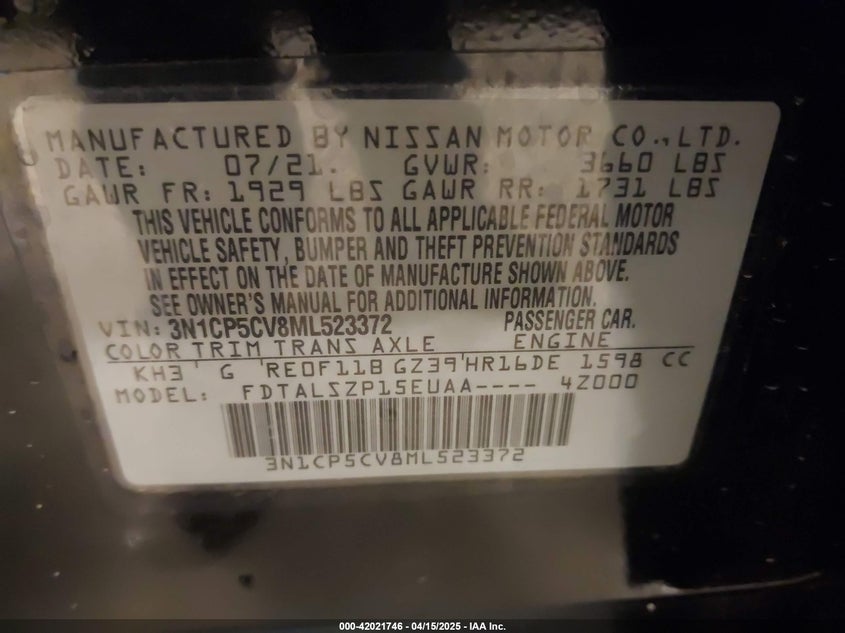 MANUFACTURED BY NISSAN MOTOR CO.,LTD.
DATE: 07/21. GVWR: 3660 LBS
GAWR FR: 1929 LBS GAWR RR: 1731 LBS
THIS VEHICLE CONFORMS TO ALL APPLICABLE FEDERAL MOTOR
VEHICLE SAFETY, BUMPER AND THEFT PREVENTION STANDARDS
IN EFFECT ON THE DATE OF MANUFACTURE SHOWN ABOVE.
SEE OWNER'S MANUAL FOR ADDITIONAL INFORMATION.
VIN: 3N1CP5CV8ML523372 PASSENGER CAR.
COLOR TRIM TRANS AXLE ENGINE
KH3 G RE0F11B GZ39 HR16DE 1598 CC
MODEL: FDTALSZP15EUAA---- 4Z000
3N1CP5CV8ML523372
000-42021746 - 04/15/2025 - IAA Inc.